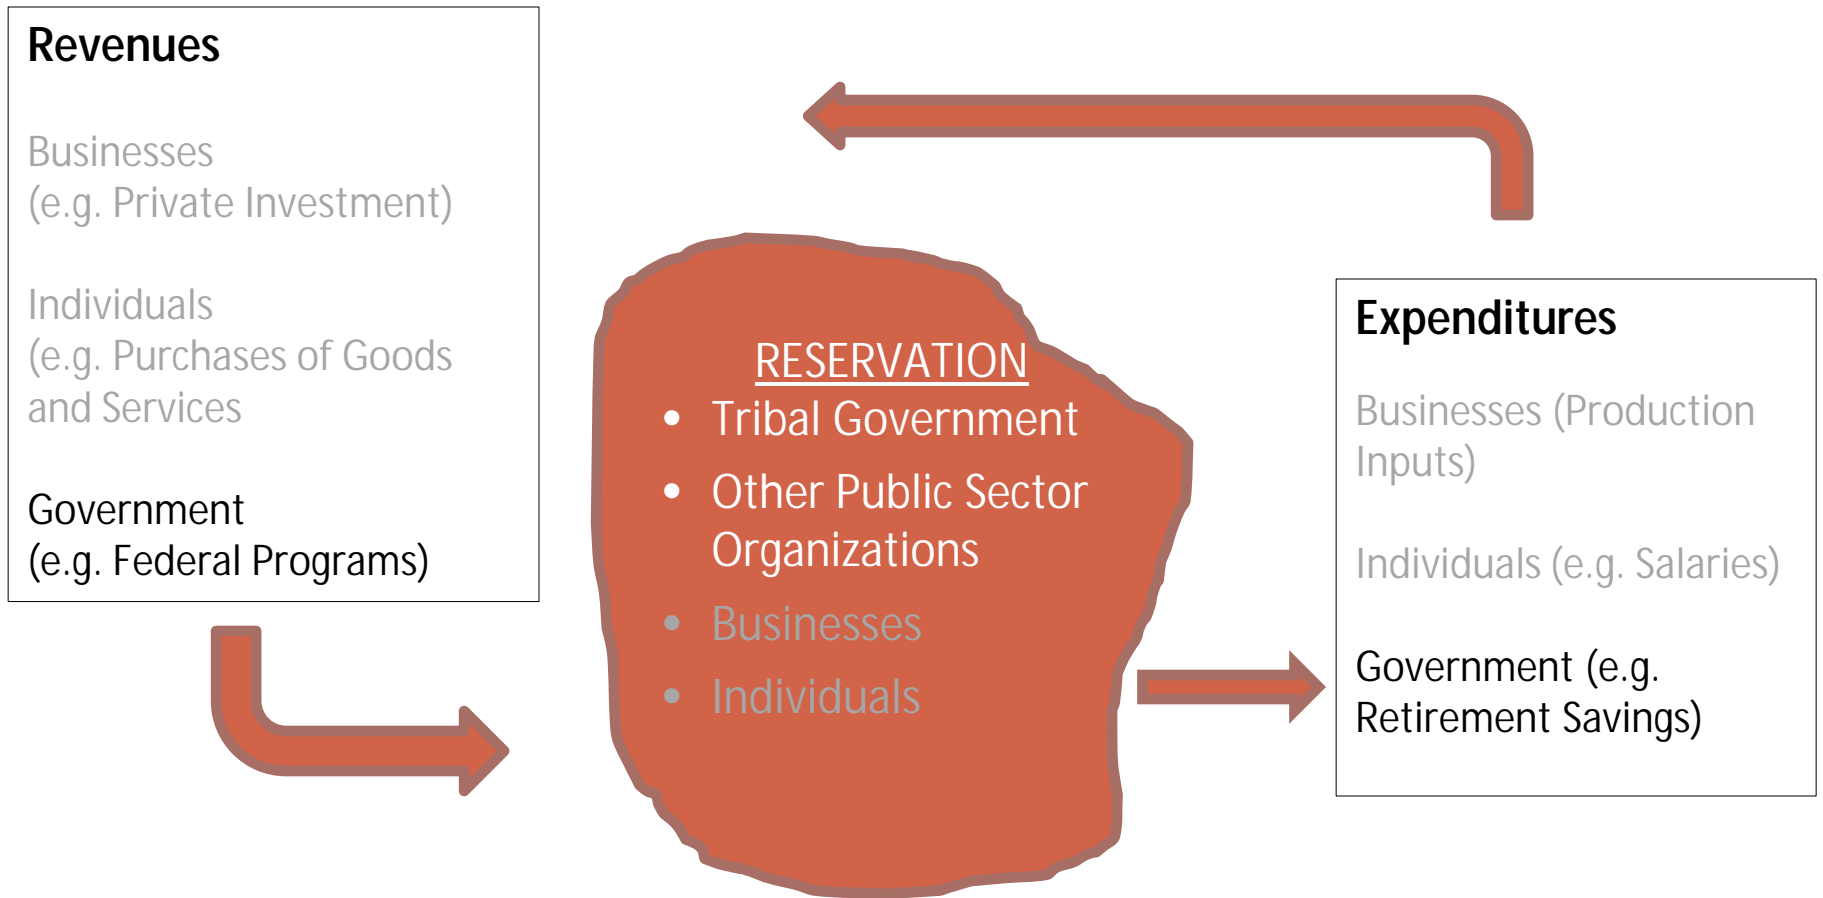 Revenues
Businesses
(e.g. Private Investment)
Individuals
(e.g. Purchases of Goods
and Services
Government
(e.g. Federal Programs)
RESERVATION
• Tribal Government
• Other Public Sector
Organizations
• Businesses
• Individuals
Expenditures
Businesses (Production
Inputs)
Individuals (e.g. Salaries)
Government (e.g.
Retirement Savings)